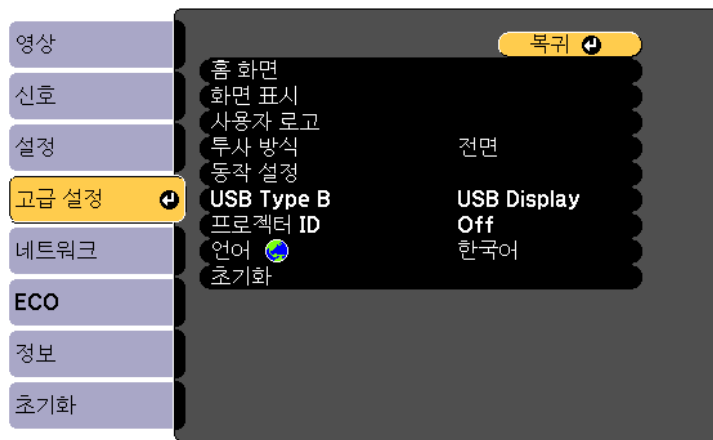 영상
신호
설정
고급 설정
네트워크
ECO
정보
초기화
복귀
홈 화면
화면 표시
사용자 로고
투사 방식 전면
동작 설정
USB Type B USB Display
프로젝터 ID Off
언어 한국어
초기화